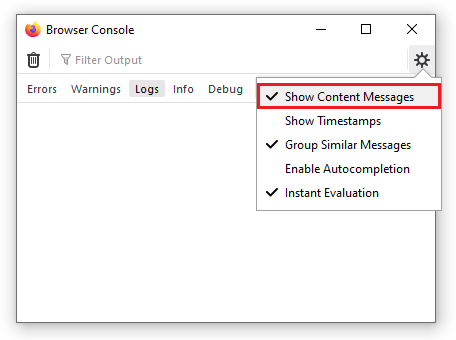 Browser Console
Filter Output
Errors Warnings Logs Info Debug
Show Content Messages
Show Timestamps
Group Similar Messages
Enable Autocompletion
Instant Evaluation